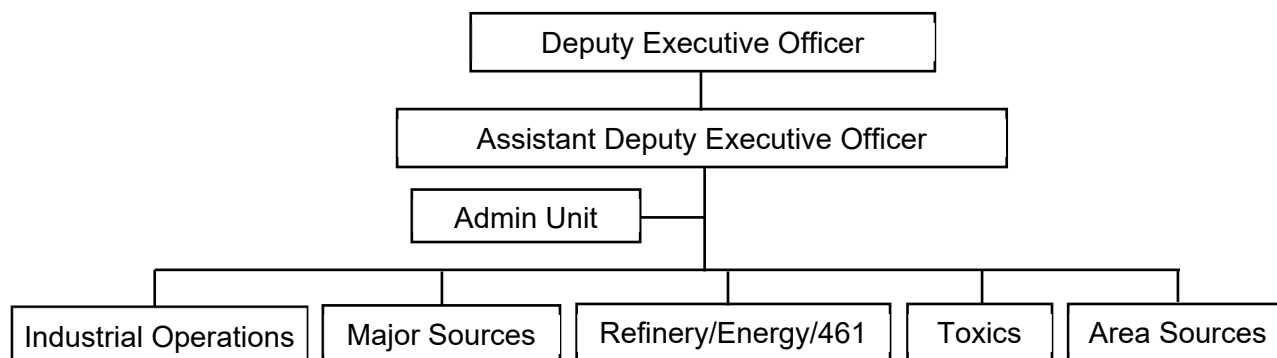 Deputy Executive Officer
Assistant Deputy Executive Officer
Admin Unit
Industrial Operations
Major Sources
Refinery/Energy/461
Toxics
Area Sources